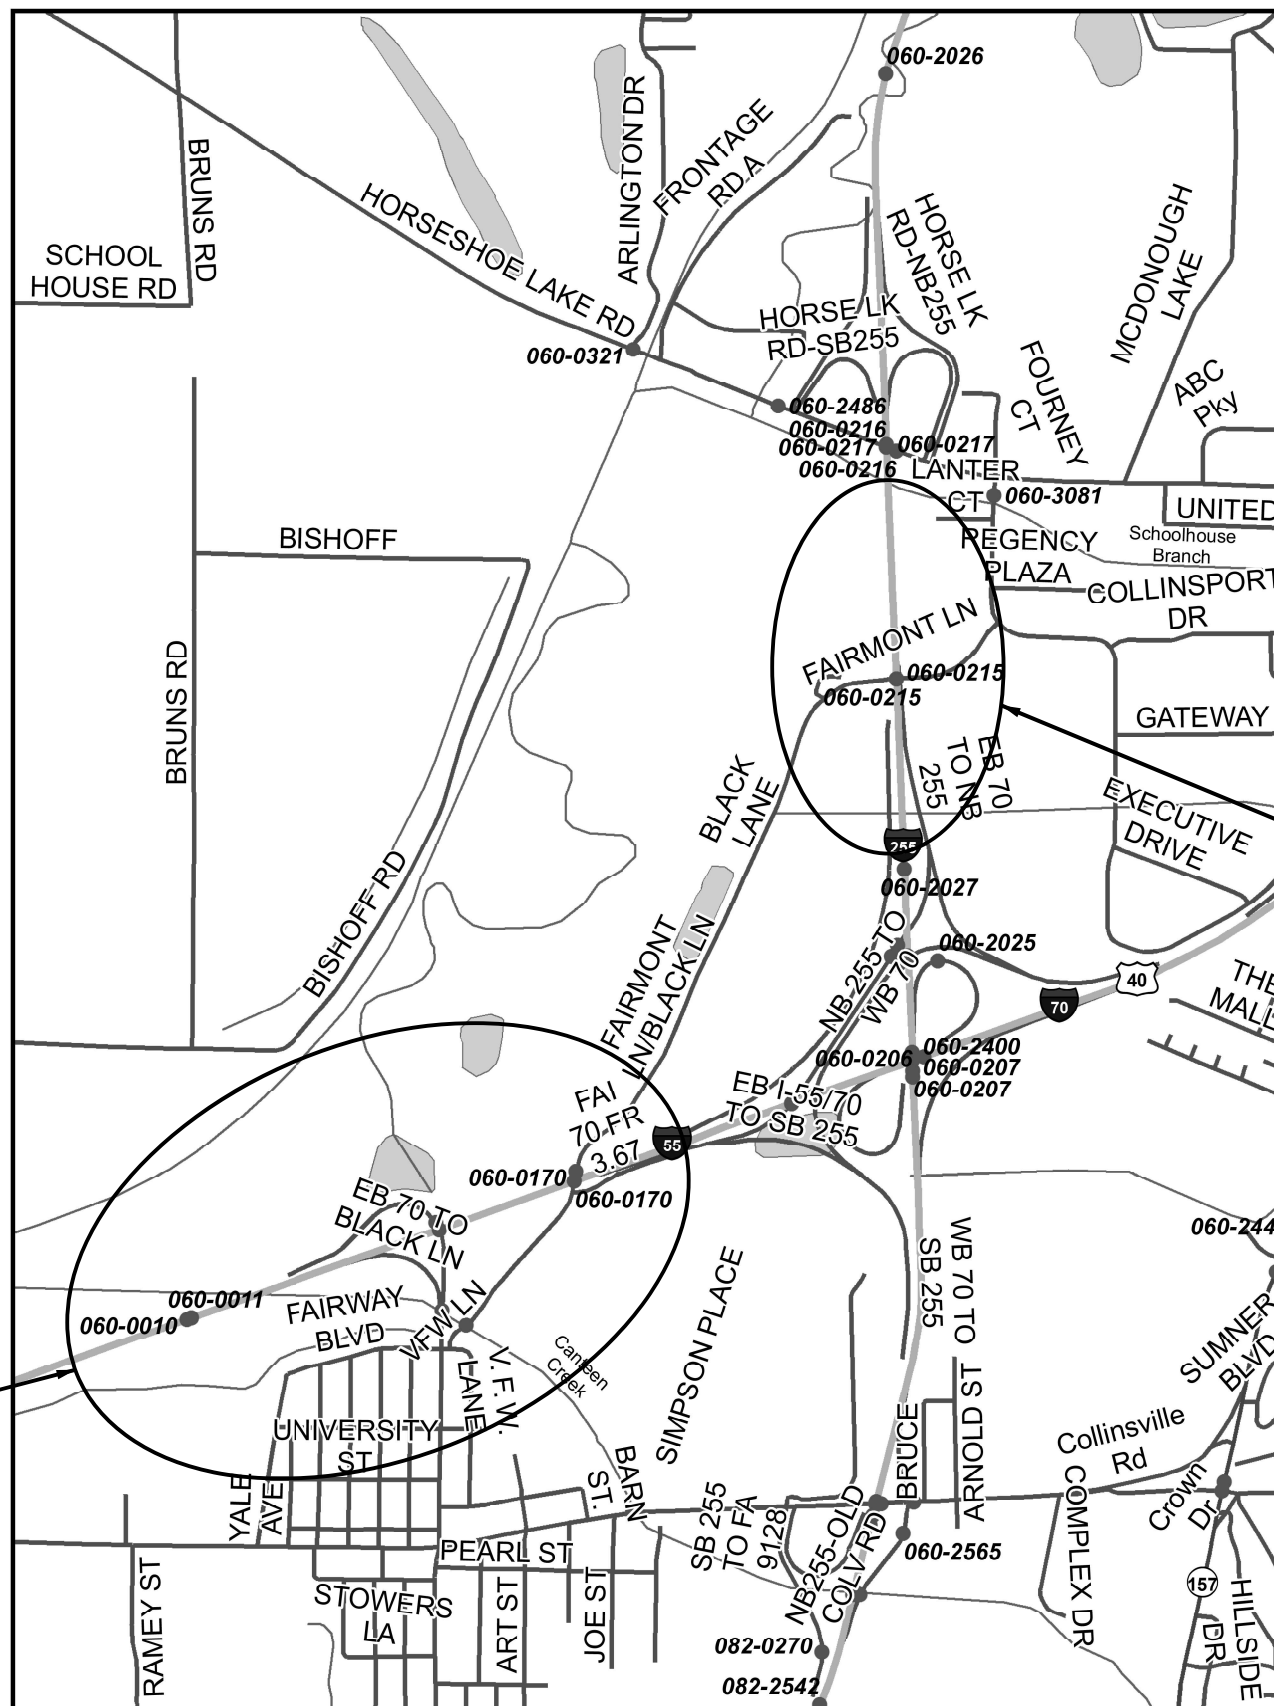 060-2026
BRUNS RD
ARLINGTON DR
FRONTAGE
RD A
HORSESHOE LAKE RD
SCHOOL
HOUSE RD
HORSE LK
RD-NB255
MCDONOUGH
LAKE
HORSE LK
RD-SB255
060-0321
FOURNEY
CT
ABC
Pky
060-2486
060-0216
060-0217
060-0217
060-0216
LANTER
CT
060-3081
UNITED
BISHOFF
REGENCY
PLAZA
Schoolhouse
Branch
COLLINSPORT
DR
FAIRMONT LN
060-0215
060-0215
BRUNS RD
GATEWAY
EB 70
TO NB
255
BLACK
LANE
EXECUTIVE
DRIVE
255
060-2027
BISHOFF RD
FAIRMONT
LN/BLACK LN
NB 255 TO
WB 70
060-2025
40
70
THE
MALL
060-2400
060-0206
060-0207
060-0207
FAI
70 FR
3.67
EB I-55/70
TO SB 255
55
060-0170
060-0170
EB 70 TO
BLACK LN
060-244
WB 70 TO
SB 255
060-0011
060-0010
FAIRWAY
BLVD
VFW LN
SIMPSON PLACE
SUMNER
BLVD
Canteen
Creek
V.F.W.
LANE
UNIVERSITY
ST
BRUCE
ARNOLD ST
Collinsville
Rd
YALE
AVE
BARN
ST.
SB 255
TO FA
9128
NB255-OLD
COLV RD
COMPLEX DR
Crown
Dr
PEARL ST
060-2565
RAMEY ST
STOWERS
LA
ART ST
JOE ST
157
HILLSIDE
DR
082-0270
082-2542